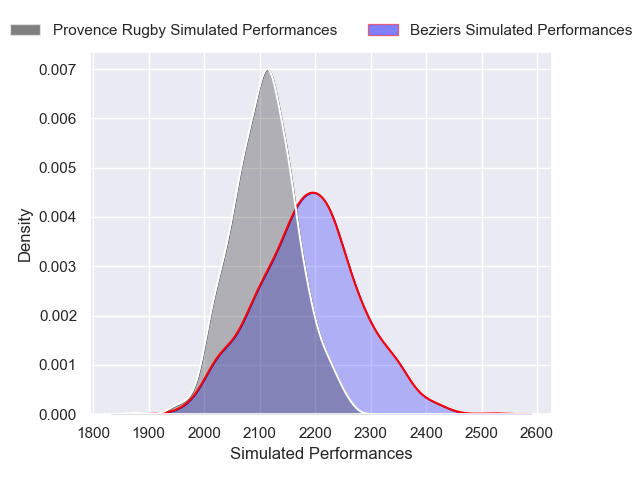 Provence Rugby Simulated Performances
Beziers Simulated Performances
0.007
0.006
0.005
0.004
0.003
0.002
0.001
0.000
Density
1800 1900 2000 2100 2200 2300 2400 2500 2600
Simulated Performances